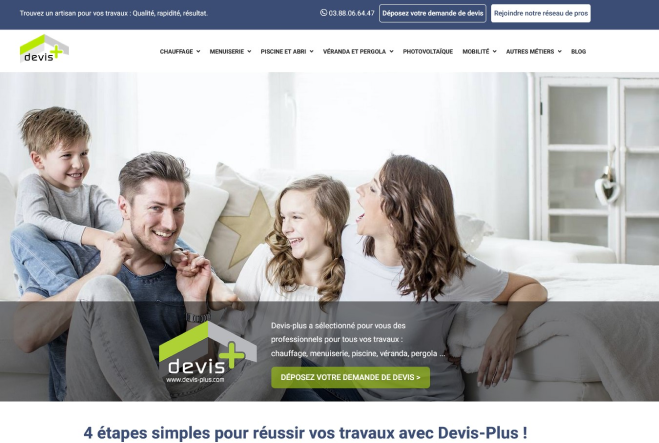 Trouvez un artisan pour vos travaux : Qualité, rapidité, résultat.
03.88.06.64.47
Déposez votre demande de devis
Rejoindre notre réseau de pros
devis+
CHAUFFAGE
MENUISERIE
PISCINE ET ABRI
VÉRANDA ET PERGOLA
PHOTOVOLTAÏQUE
MOBILITÉ
AUTRES MÉTIERS
BLOG
devis+
www.devis-plus.com
Devis-plus a sélectionné pour vous des
professionnels pour tous vos travaux :
chauffage, menuiserie, piscine, véranda, pergola ...
DÉPOSEZ VOTRE DEMANDE DE DEVIS >
4 étapes simples pour réussir vos travaux avec Devis-Plus !